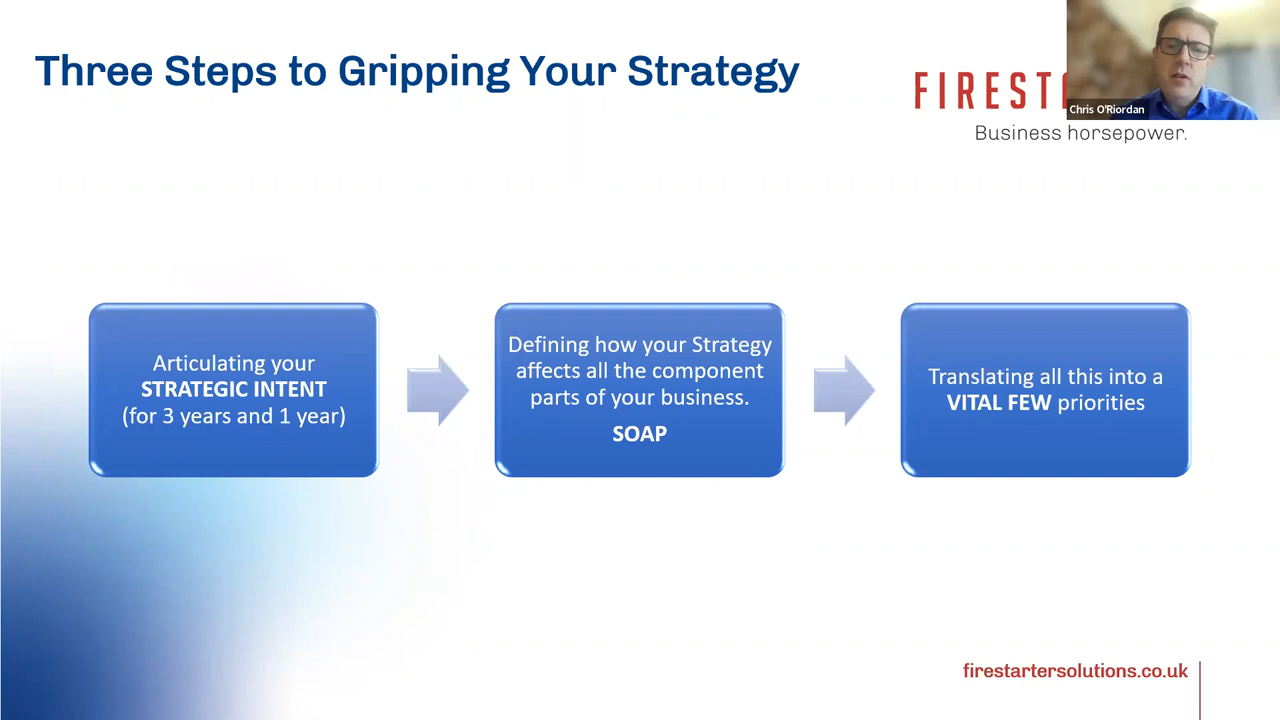 Three Steps to Gripping Your Strategy
FIREST
Chris O'Riordan
Business horsepower.
Articulating your
STRATEGIC INTENT
(for 3 years and 1 year)
Defining how your Strategy
affects all the component
parts of your business.
SOAP
Translating all this into a
VITAL FEW priorities
firestartersolutions.co.uk